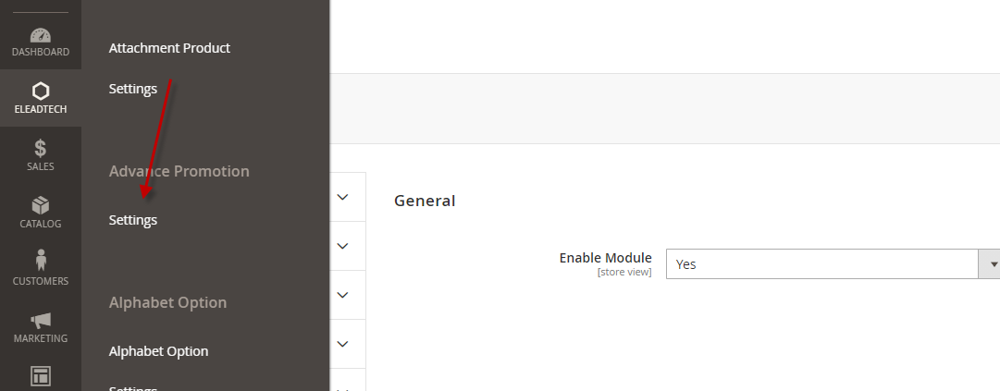 DASHBOARD
ELEADTECH
SALES
CATALOG
CUSTOMERS
MARKETING
Attachment Product
Settings
Advance Promotion
Settings
Alphabet Option
Alphabet Option
Settings
General
Enable Module
[store view]
Yes